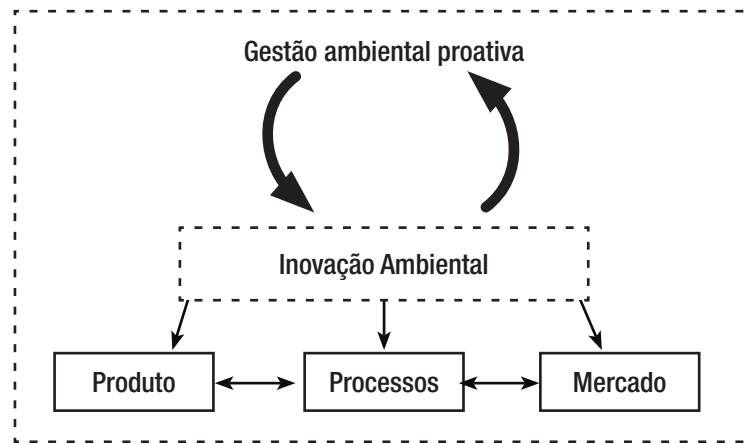 Gestão ambiental proativa
Inovação Ambiental
Produto
Processos
Mercado